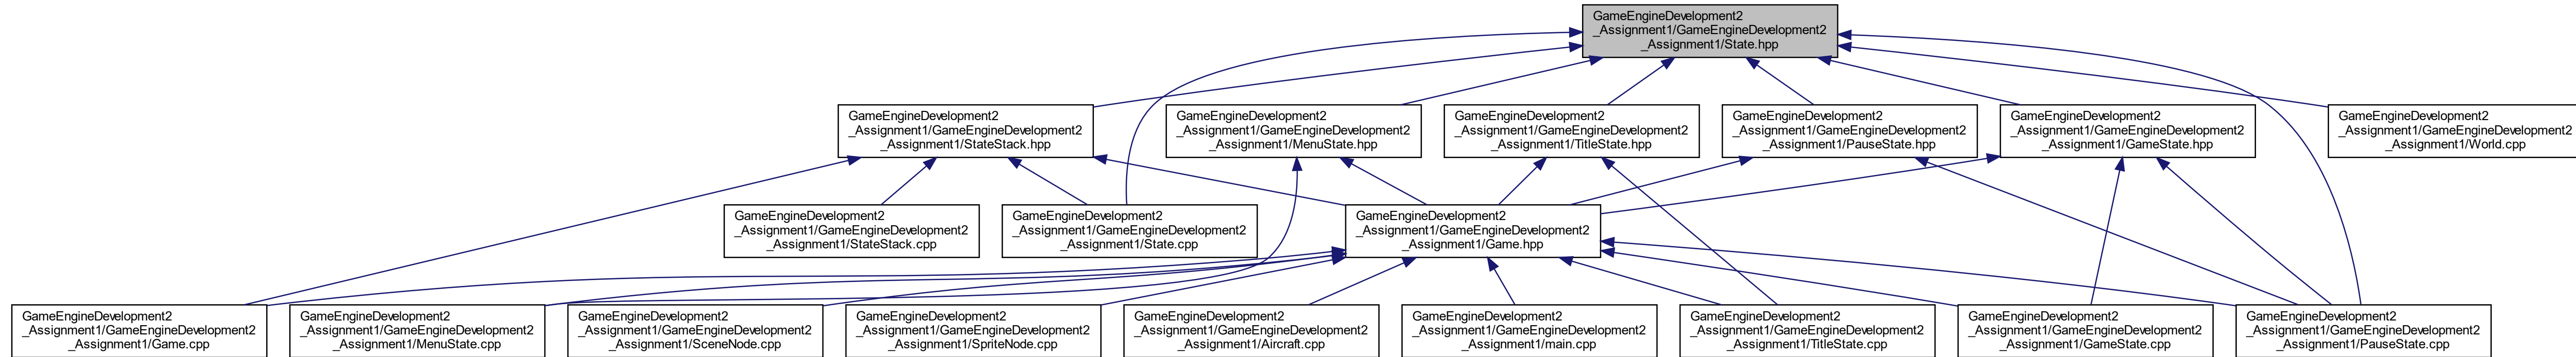 GameEngineDevelopment2
_Assignment1/GameEngineDevelopment2
_Assignment1/State.hpp
GameEngineDevelopment2
_Assignment1/GameEngineDevelopment2
_Assignment1/StateStack.hpp
GameEngineDevelopment2
_Assignment1/GameEngineDevelopment2
_Assignment1/MenuState.hpp
GameEngineDevelopment2
_Assignment1/GameEngineDevelopment2
_Assignment1/TitleState.hpp
GameEngineDevelopment2
_Assignment1/GameEngineDevelopment2
_Assignment1/PauseState.hpp
GameEngineDevelopment2
_Assignment1/GameEngineDevelopment2
_Assignment1/GameState.hpp
GameEngineDevelopment2
_Assignment1/GameEngineDevelopment2
_Assignment1/World.cpp
GameEngineDevelopment2
_Assignment1/GameEngineDevelopment2
_Assignment1/StateStack.cpp
GameEngineDevelopment2
_Assignment1/GameEngineDevelopment2
_Assignment1/State.cpp
GameEngineDevelopment2
_Assignment1/GameEngineDevelopment2
_Assignment1/Game.hpp
GameEngineDevelopment2
_Assignment1/GameEngineDevelopment2
_Assignment1/Game.cpp
GameEngineDevelopment2
_Assignment1/GameEngineDevelopment2
_Assignment1/MenuState.cpp
GameEngineDevelopment2
_Assignment1/GameEngineDevelopment2
_Assignment1/SceneNode.cpp
GameEngineDevelopment2
_Assignment1/GameEngineDevelopment2
_Assignment1/SpriteNode.cpp
GameEngineDevelopment2
_Assignment1/GameEngineDevelopment2
_Assignment1/Aircraft.cpp
GameEngineDevelopment2
_Assignment1/GameEngineDevelopment2
_Assignment1/main.cpp
GameEngineDevelopment2
_Assignment1/GameEngineDevelopment2
_Assignment1/TitleState.cpp
GameEngineDevelopment2
_Assignment1/GameEngineDevelopment2
_Assignment1/GameState.cpp
GameEngineDevelopment2
_Assignment1/GameEngineDevelopment2
_Assignment1/PauseState.cpp